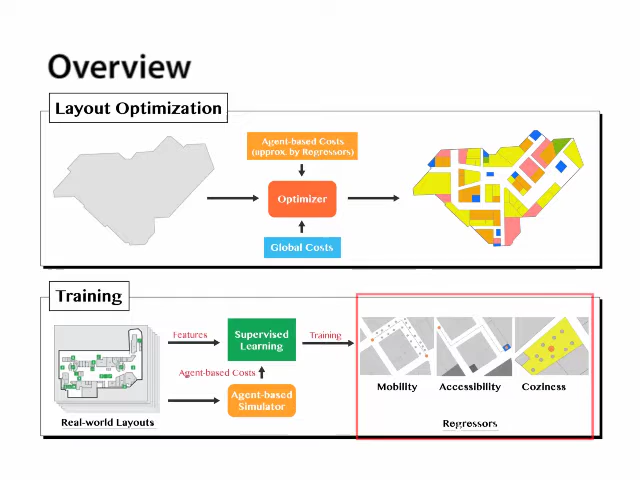 Overview
Layout Optimization
Agent-based Costs
(approx. by Regressors)
Optimizer
Global Costs
Training
Features
Supervised
Learning
Training
Agent-based Costs
Agent-based
Simulator
Real-world Layouts
Mobility
Accessibility
Coziness
Regressors